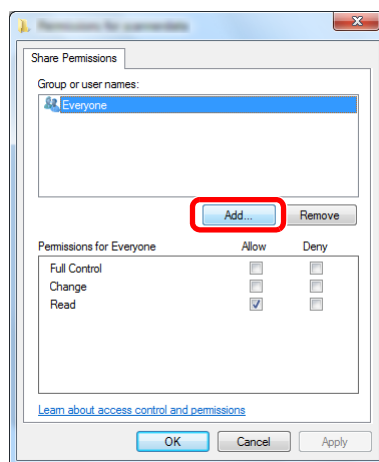 Share Permissions
Group or user names:
Everyone
Add... Remove
Permissions for Everyone Allow Deny
Full Control
Change
Read
Learn about access control and permissions
OK Cancel Apply